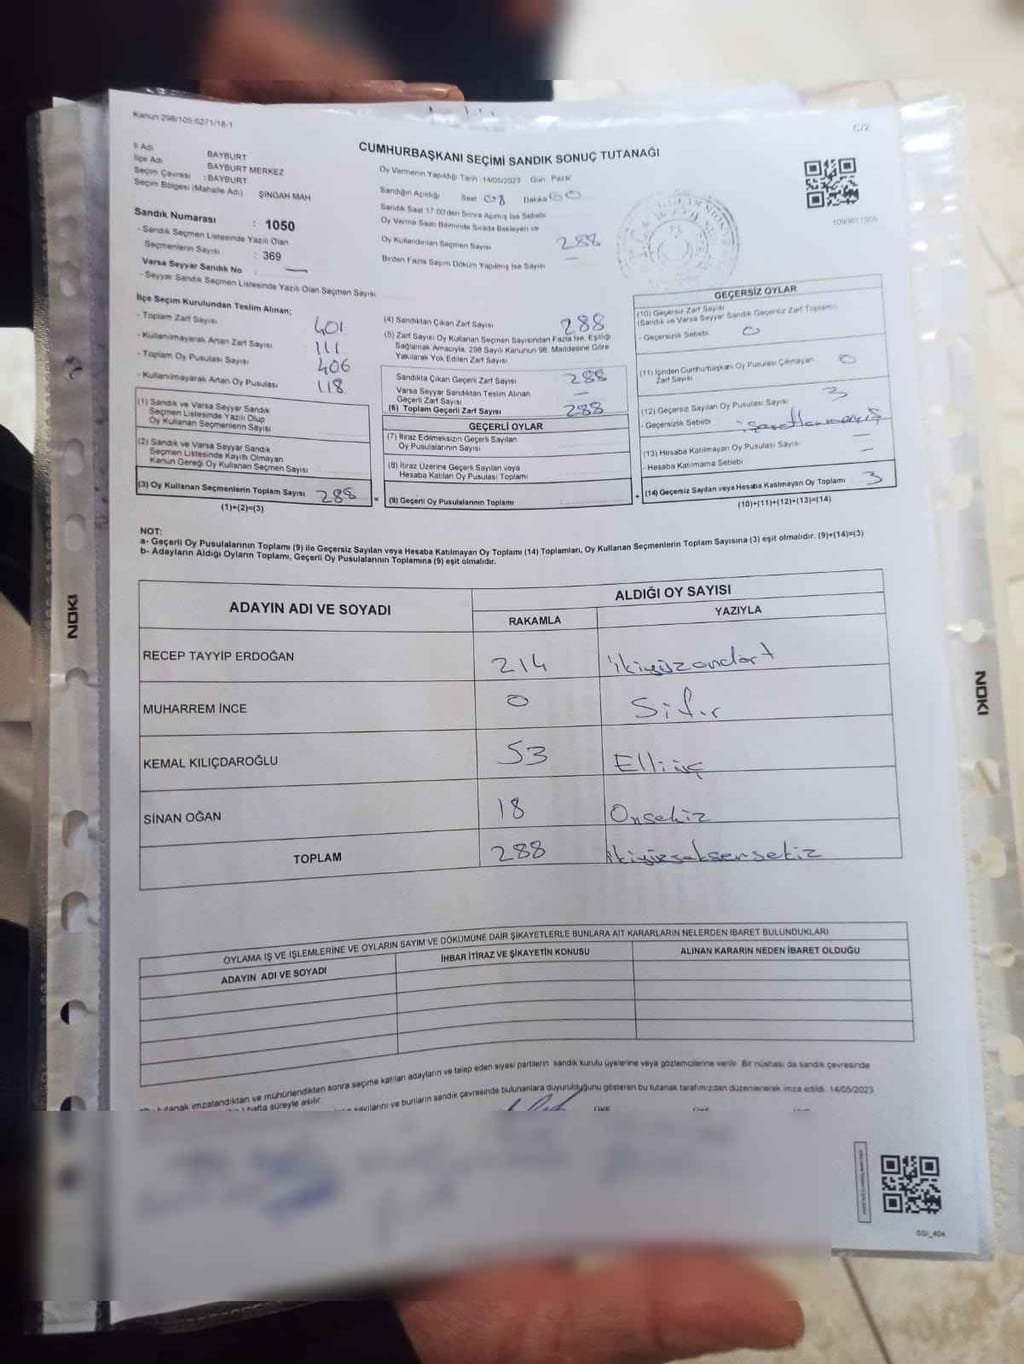 Kanun 298/105 6271/18-1
C/2
CUMHURBAŞKANI SEÇİMİ SANDIK SONUÇ TUTANAĞI
İl Adı BAYBURT
İlçe Adı BAYBURT MERKEZ
Seçim Çevresi : BAYBURT
Seçim Bölgesi (Mahalle Adı) ŞINGAH MAH
Sandık Numarası : 1050
- Sandık Seçmen Listesinde Yazılı Olan
Seçmenlerin Sayısı : 369
Varsa Seyyar Sandık No
- Seyyar Sandık Seçmen Listesinde Yazılı Olan Seçmen Sayısı
Oy Vermenin Yapıldığı Tarih : 14/05/2023 Gün : Pazar
Sandığın Açıldığı Saat 08 Dakika 00
Sandık Saat 17:00'den Sonra Açılmış İse Sebebi
Oy Verme Saati Bitiminde Sırada Bekleyen ve
Oy Kullandırılan Seçmen Sayısı 288
Birden Fazla Sayım Döküm Yapılmış İse Sayısı —
İlçe Seçim Kurulundan Teslim Alınan;
- Toplam Zarf Sayısı 401
- Kullanılmayarak Artan Zarf Sayısı 111
- Toplam Oy Pusulası Sayısı 406
- Kullanılmayarak Artan Oy Pusulası 118
(1) Sandık ve Varsa Seyyar Sandık
Seçmen Listesinde Yazılı Olup
Oy Kullanan Seçmenlerin Sayısı
(2) Sandık ve Varsa Seyyar Sandık
Seçmen Listesinde Kayıtlı Olmayan
Kanun Gereği Oy Kullanan Seçmen Sayısı
(3) Oy Kullanan Seçmenlerin Toplam Sayısı 288
(1)+(2)=(3)
(4) Sandıktan Çıkan Zarf Sayısı 288
(5) Zarf Sayısı Oy Kullanan Seçmen Sayısından Fazla İse, Eşitliği
Sağlamak Amacıyla, 298 Sayılı Kanunun 98. Maddesine Göre
Yakılarak Yok Edilen Zarf Sayısı
Sandıkta Çıkan Geçerli Zarf Sayısı 288
Varsa Seyyar Sandıktan Teslim Alınan
Geçerli Zarf Sayısı —
(6) Toplam Geçerli Zarf Sayısı 288
GEÇERLİ OYLAR
(7) İtiraz Edilmeksizin Geçerli Sayılan
Oy Pusulalarının Sayısı
(8) İtiraz Üzerine Geçerli Sayılan veya
Hesaba Katılan Oy Pusulası Toplamı
(9) Geçerli Oy Pusulalarının Toplamı
GEÇERSİZ OYLAR
(10) Geçersiz Zarf Sayısı
(Sandık ve Varsa Seyyar Sandık Geçersiz Zarf Toplamı)
- Geçersizlik Sebebi 0
(11) İçinden Cumhurbaşkanı Oy Pusulası Çıkmayan
Zarf Sayısı 0
(12) Geçersiz Sayılan Oy Pusulası Sayısı 3
- Geçersizlik Sebebi işaretlenmemiş
(13) Hesaba Katılmayan Oy Pusulası Sayısı —
- Hesaba Katılmama Sebebi —
(14) Geçersiz Sayılan veya Hesaba Katılmayan Oy Toplamı 3
(10)+(11)+(12)+(13)=(14)
NOT:
a- Geçerli Oy Pusulalarının Toplamı (9) ile Geçersiz Sayılan veya Hesaba Katılmayan Oy Toplamı (14) Toplamları, Oy Kullanan Seçmenlerin Toplam Sayısına (3) eşit olmalıdır. (9)+(14)=(3)
b- Adayların Aldığı Oyların Toplamı, Geçerli Oy Pusulalarının Toplamına (9) eşit olmalıdır.
ADAYIN ADI VE SOYADI
ALDIĞI OY SAYISI
RAKAMLA YAZIYLA
RECEP TAYYİP ERDOĞAN 214 ikiyüzondört
MUHARREM İNCE 0 Sıfır
KEMAL KILIÇDAROĞLU 53 Elliüç
SİNAN OĞAN 18 Onsekiz
TOPLAM 288 ikiyüzseksensekiz
OYLAMA İŞ VE İŞLEMLERİNE VE OYLARIN SAYIM VE DÖKÜMÜNE DAİR ŞİKAYETLERLE BUNLARA AİT KARARLARIN NELERDEN İBARET BULUNDUKLARI
ADAYIN ADI VE SOYADI İHBAR İTİRAZ VE ŞİKAYETİN KONUSU ALINAN KARARIN NEDEN İBARET OLDUĞU
tutanak imzalandıktan ve mühürlendikten sonra seçime katılan adayların ve talep eden siyasi partilerin sandık kurulu üyelerine veya gözlemcilerine verilir. Bir nüshası da sandık çevresinde
hafta süreyle asılır.
sayılarını ve bunların sandık çevresinde bulunanlara duyurulduğunu gösteren bu tutanak tarafımızdan düzenlenerek imza edildi. 14/05/2023
NOKI
NOKI